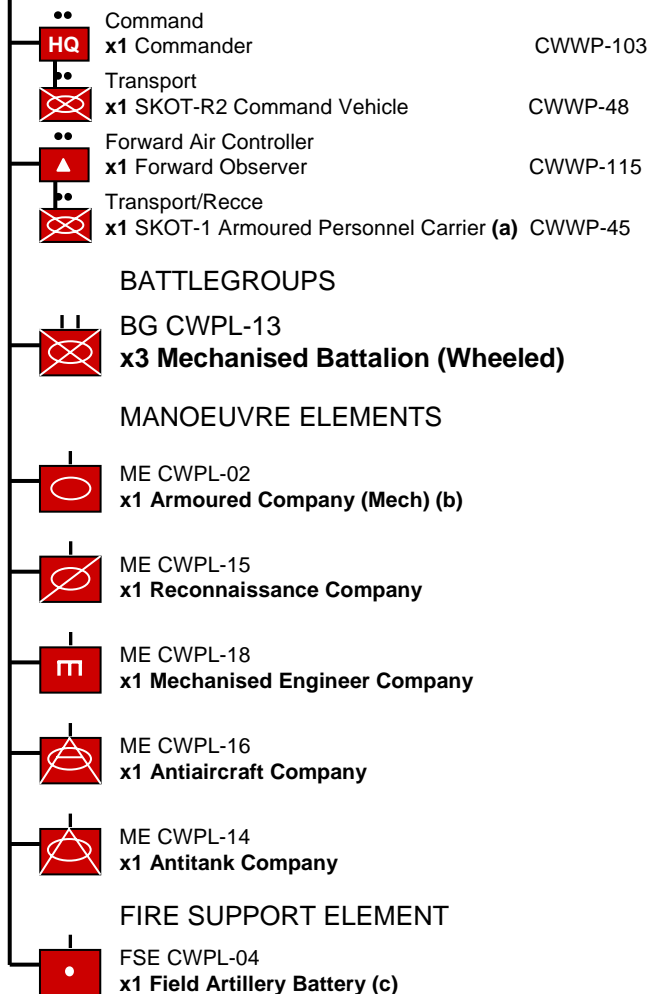 Command
HQ x1 Commander CWWP-103
Transport
x1 SKOT-R2 Command Vehicle CWWP-48
Forward Air Controller
x1 Forward Observer CWWP-115
Transport/Recce
x1 SKOT-1 Armoured Personnel Carrier (a) CWWP-45
BATTLEGROUPS
BG CWPL-13
x3 Mechanised Battalion (Wheeled)
MANOEUVRE ELEMENTS
ME CWPL-02
x1 Armoured Company (Mech) (b)
ME CWPL-15
x1 Reconnaissance Company
ME CWPL-18
x1 Mechanised Engineer Company
ME CWPL-16
x1 Antiaircraft Company
ME CWPL-14
x1 Antitank Company
FIRE SUPPORT ELEMENT
FSE CWPL-04
x1 Field Artillery Battery (c)